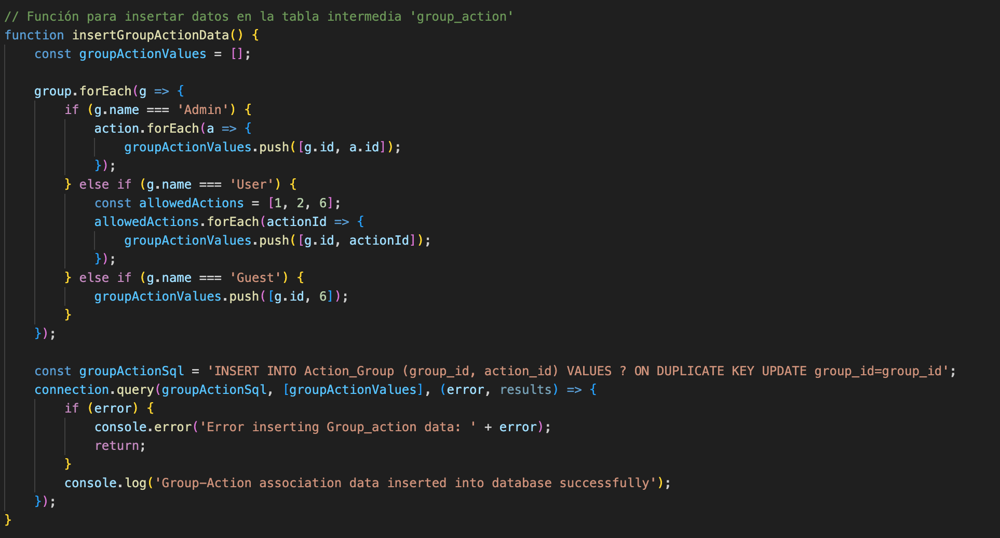 // Función para insertar datos en la tabla intermedia 'group_action'
function insertGroupActionData() {
    const groupActionValues = [];

    group.forEach(g => {
        if (g.name === 'Admin') {
            action.forEach(a => {
                groupActionValues.push([g.id, a.id]);
            });
        } else if (g.name === 'User') {
            const allowedActions = [1, 2, 6];
            allowedActions.forEach(actionId => {
                groupActionValues.push([g.id, actionId]);
            });
        } else if (g.name === 'Guest') {
            groupActionValues.push([g.id, 6]);
        }
    });

    const groupActionSql = 'INSERT INTO Action_Group (group_id, action_id) VALUES ? ON DUPLICATE KEY UPDATE group_id=group_id';
    connection.query(groupActionSql, [groupActionValues], (error, results) => {
        if (error) {
            console.error('Error inserting Group_action data: ' + error);
            return;
        }
        console.log('Group-Action association data inserted into database successfully');
    });
}